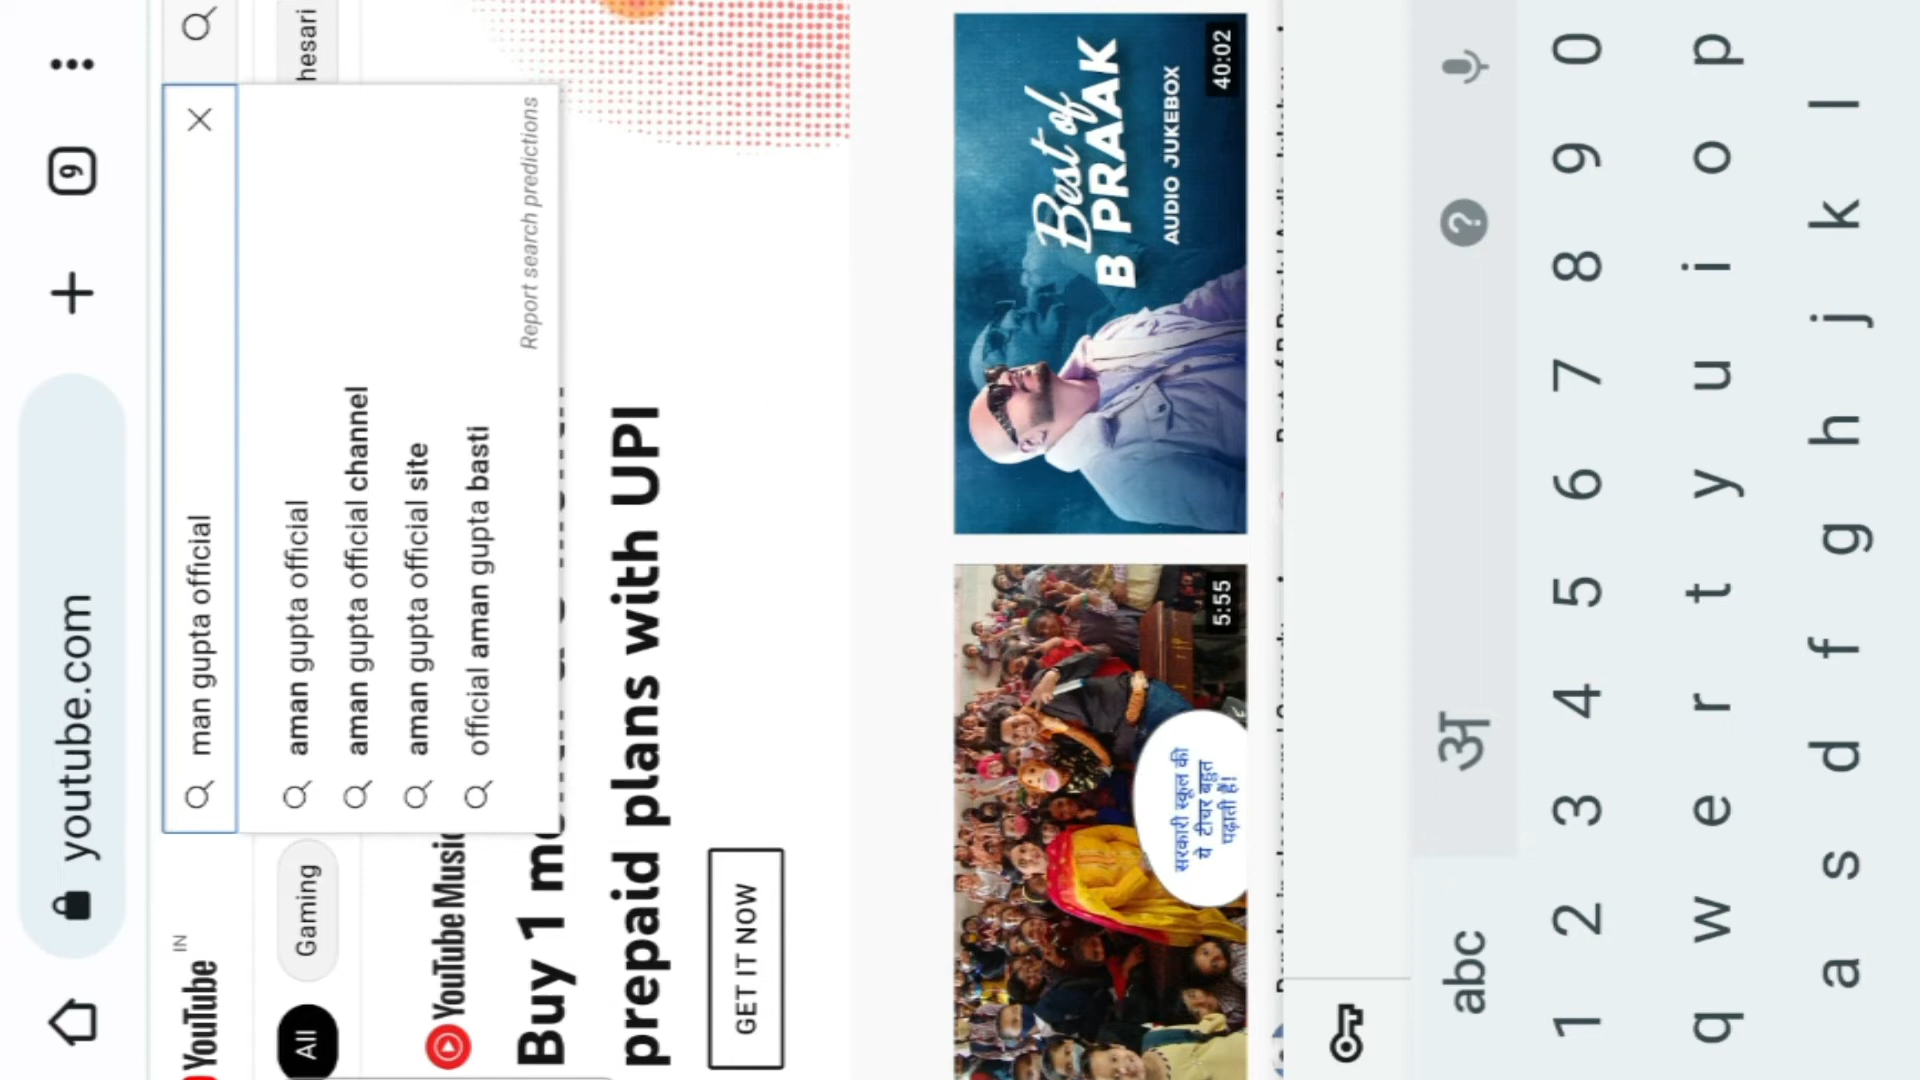 youtube.com
9
YouTube
IN
man gupta official
aman gupta official
aman gupta official channel
aman gupta official site
official aman gupta basti
Report search predictions
All
Gaming
hesari
YouTube Music
Buy 1
prepaid plans with UPI
GET IT NOW
सरकारी स्कूल की
ये टीचर बहुत
पढ़ाती हैं!
5:55
Best of
B PRAAK
AUDIO JUKEBOX
40:02
abc
अ
1 2 3 4 5 6 7 8 9 0
q w e r t y u i o p
a s d f g h j k l